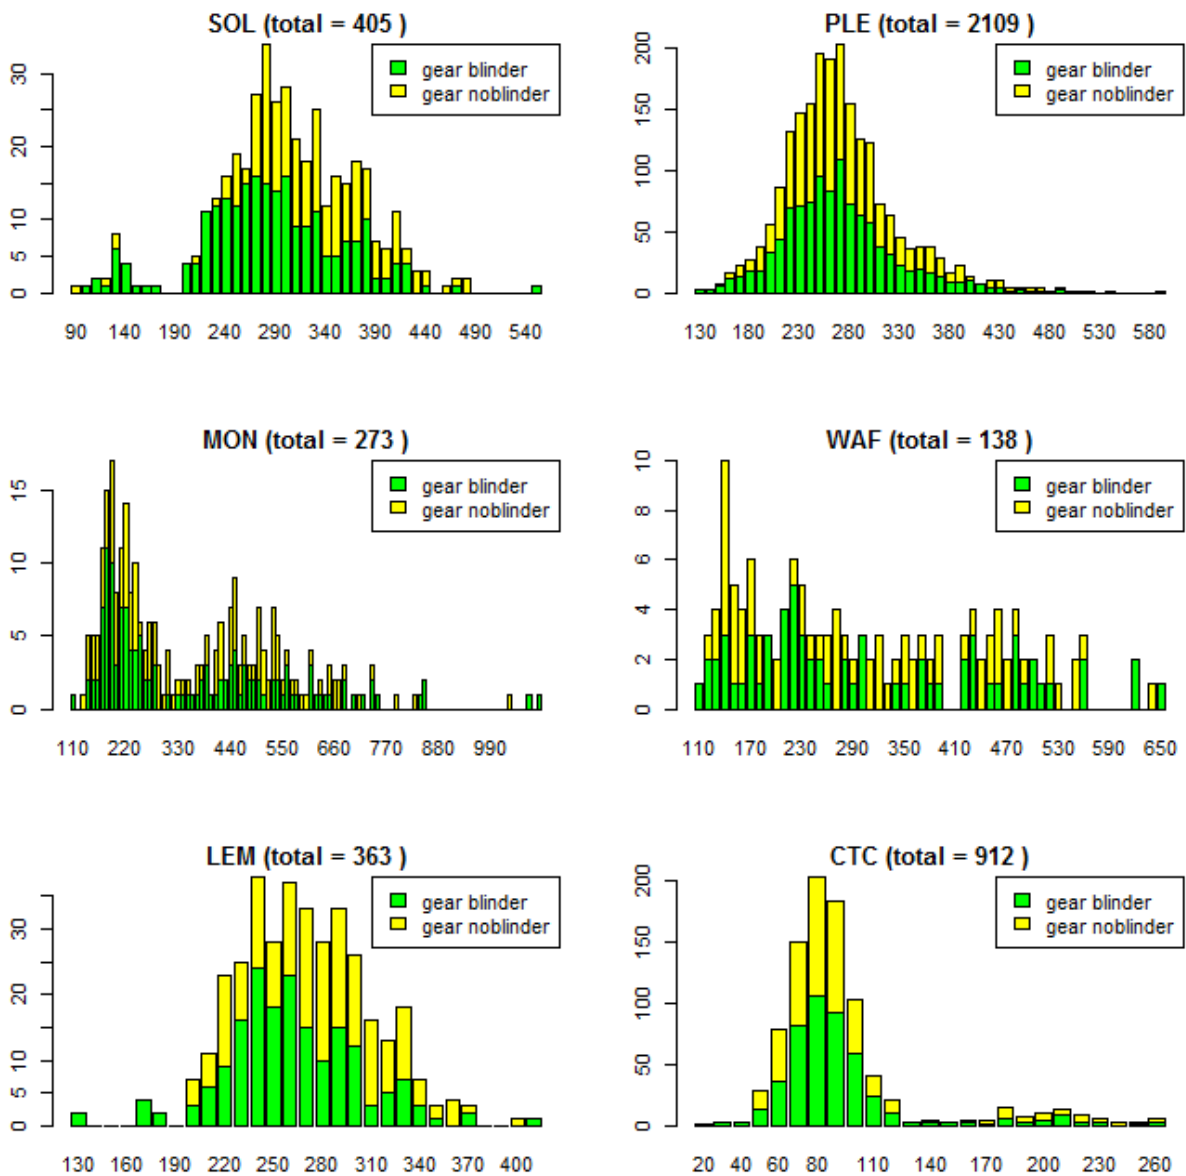 SOL (total = 405 )
gear blinder
gear noblinder
0 5 10 20 30
90 140 190 240 290 340 390 440 490 540
PLE (total = 2109 )
gear blinder
gear noblinder
0 50 100 150 200
130 180 230 280 330 380 430 480 530 580
MON (total = 273 )
gear blinder
gear noblinder
0 5 10 15
110 220 330 440 550 660 770 880 990
WAF (total = 138 )
gear blinder
gear noblinder
0 2 4 6 8 10
110 170 230 290 350 410 470 530 590 650
LEM (total = 363 )
gear blinder
gear noblinder
0 5 10 20 30
130 160 190 220 250 280 310 340 370 400
CTC (total = 912 )
gear blinder
gear noblinder
0 50 100 150 200
20 40 60 80 110 140 170 200 230 260